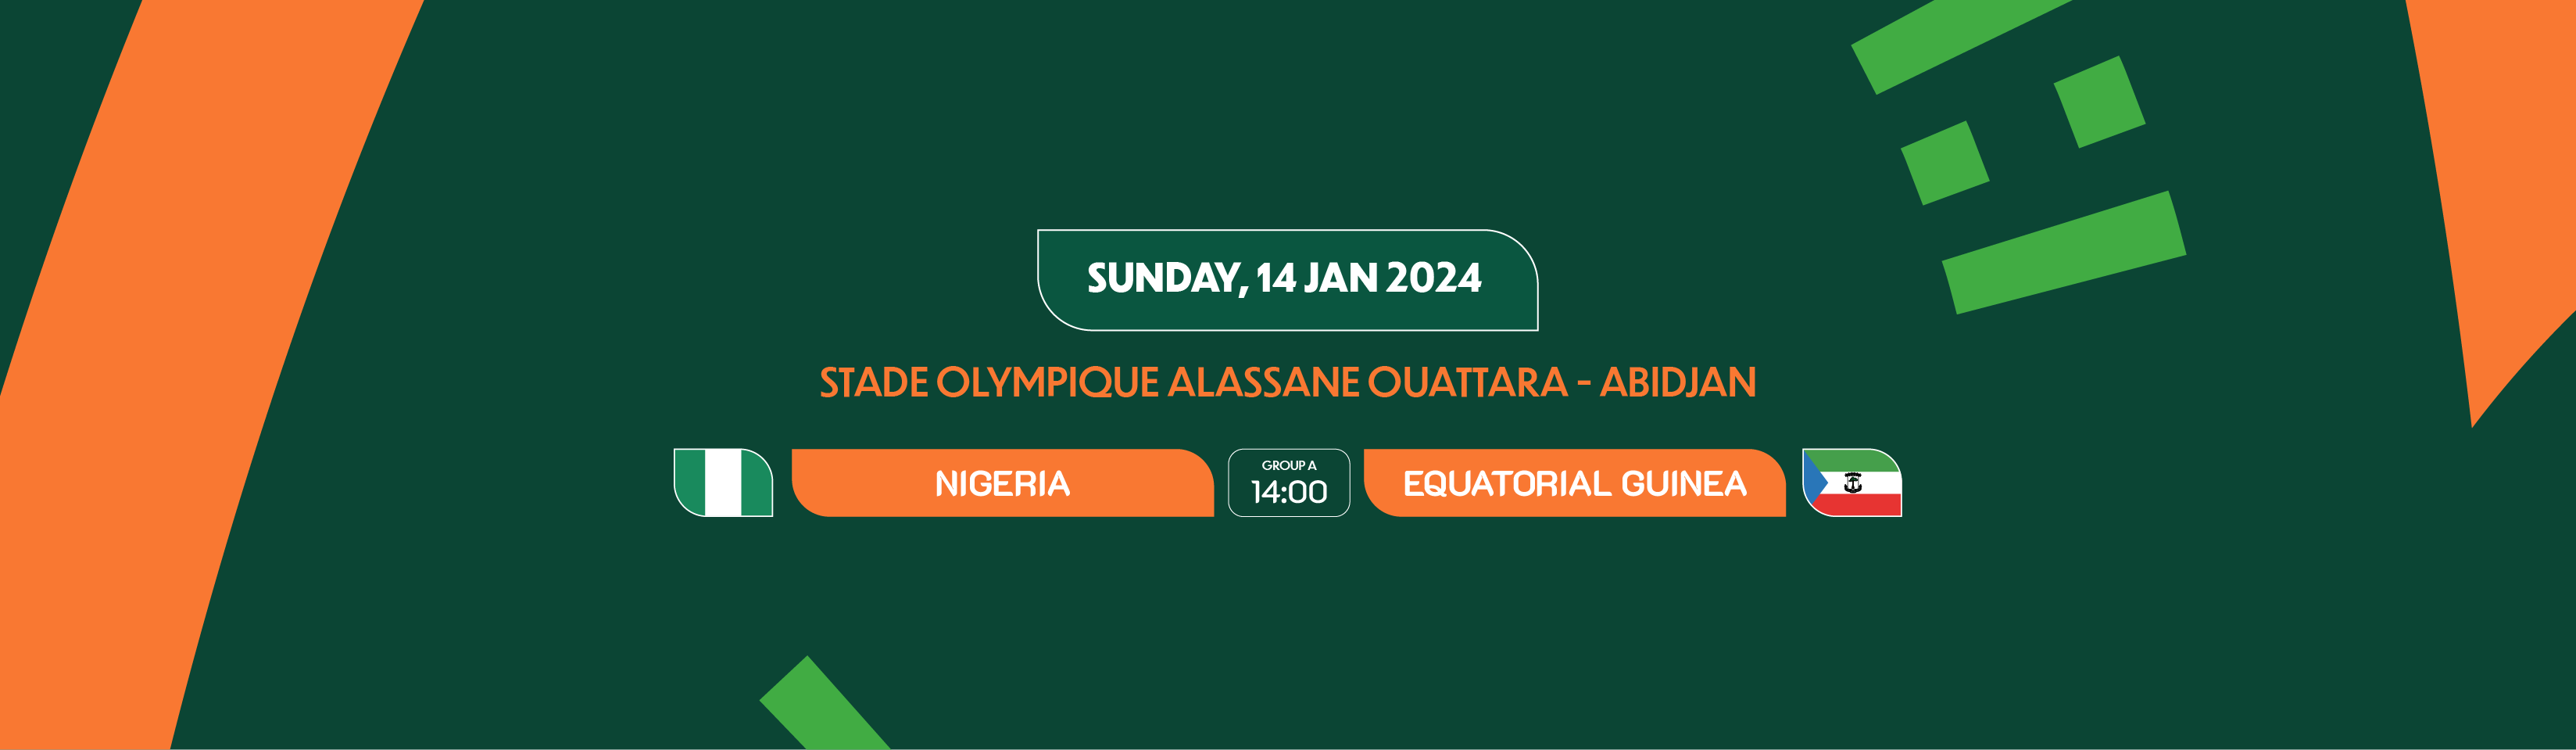 SUNDAY, 14 JAN 2024
STADE OLYMPIQUE ALASSANE OUATTARA - ABIDJAN
NIGERIA
GROUP A
14:00
EQUATORIAL GUINEA